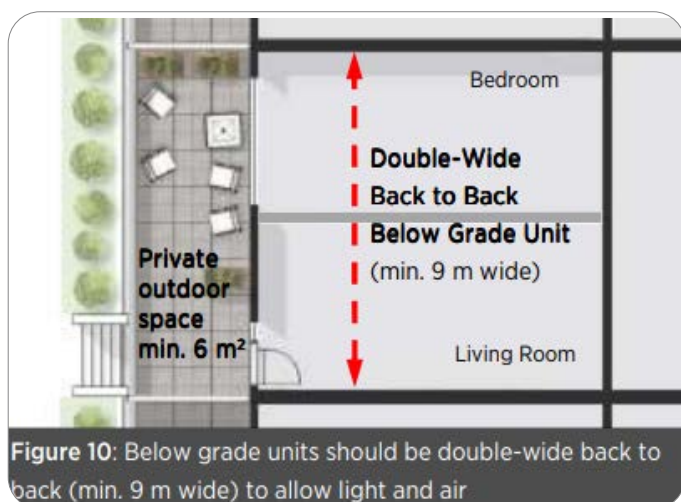 Bedroom
Double-Wide
Back to Back
Below Grade Unit
(min. 9 m wide)
Private
outdoor
space
min. 6 m²
Living Room
Figure 10: Below grade units should be double-wide back to
back (min. 9 m wide) to allow light and air